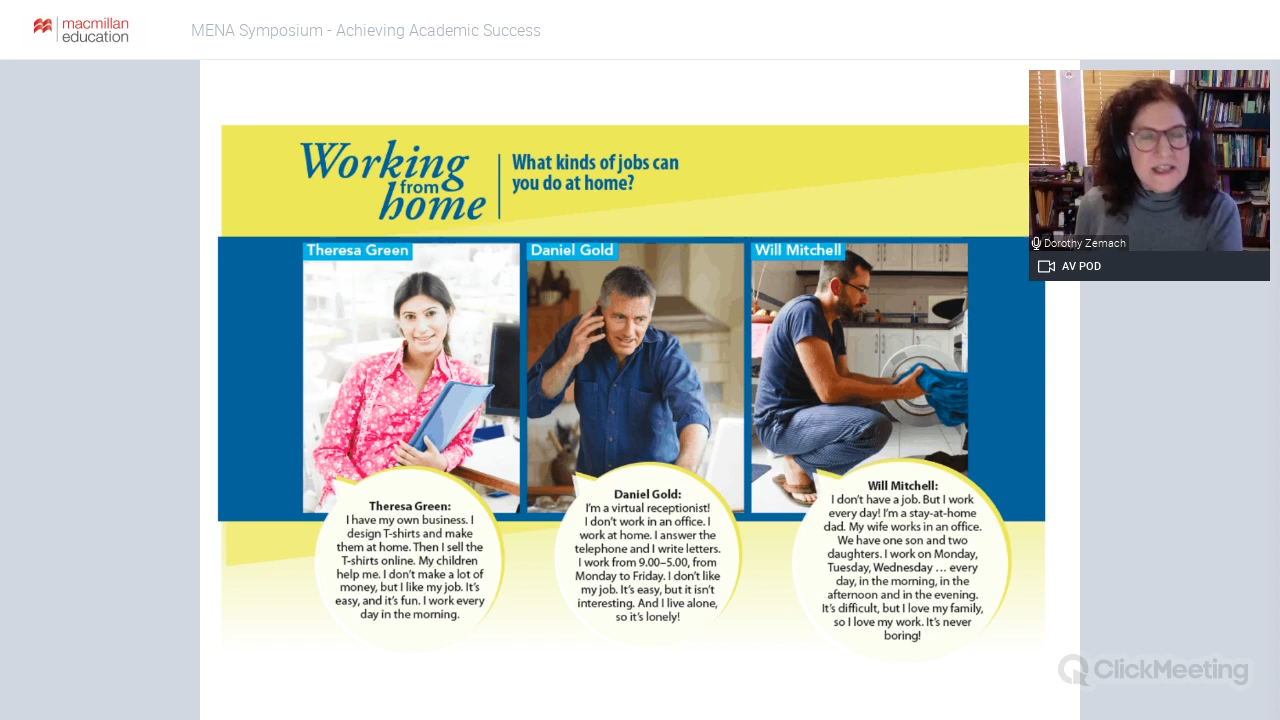 macmillan
education
MENA Symposium - Achieving Academic Success
Working
from
home
What kinds of jobs can
you do at home?
Theresa Green
Daniel Gold
Will Mitchell
Theresa Green:
I have my own business. I
design T-shirts and make
them at home. Then I sell the
T-shirts online. My children
help me. I don't make a lot of
money, but I like my job. It's
easy, and it's fun. I work every
day in the morning.
Daniel Gold:
I'm a virtual receptionist!
I don't work in an office. I
work at home. I answer the
telephone and I write letters.
I work from 9.00–5.00, from
Monday to Friday. I don't like
my job. It's easy, but it isn't
interesting. And I live alone,
so it's lonely!
Will Mitchell:
I don't have a job. But I work
every day! I'm a stay-at-home
dad. My wife works in an office.
We have one son and two
daughters. I work on Monday,
Tuesday, Wednesday … every
day, in the morning, in the
afternoon and in the evening.
It's difficult, but I love my family,
so I love my work. It's never
boring!
Dorothy Zemach
AV POD
ClickMeeting